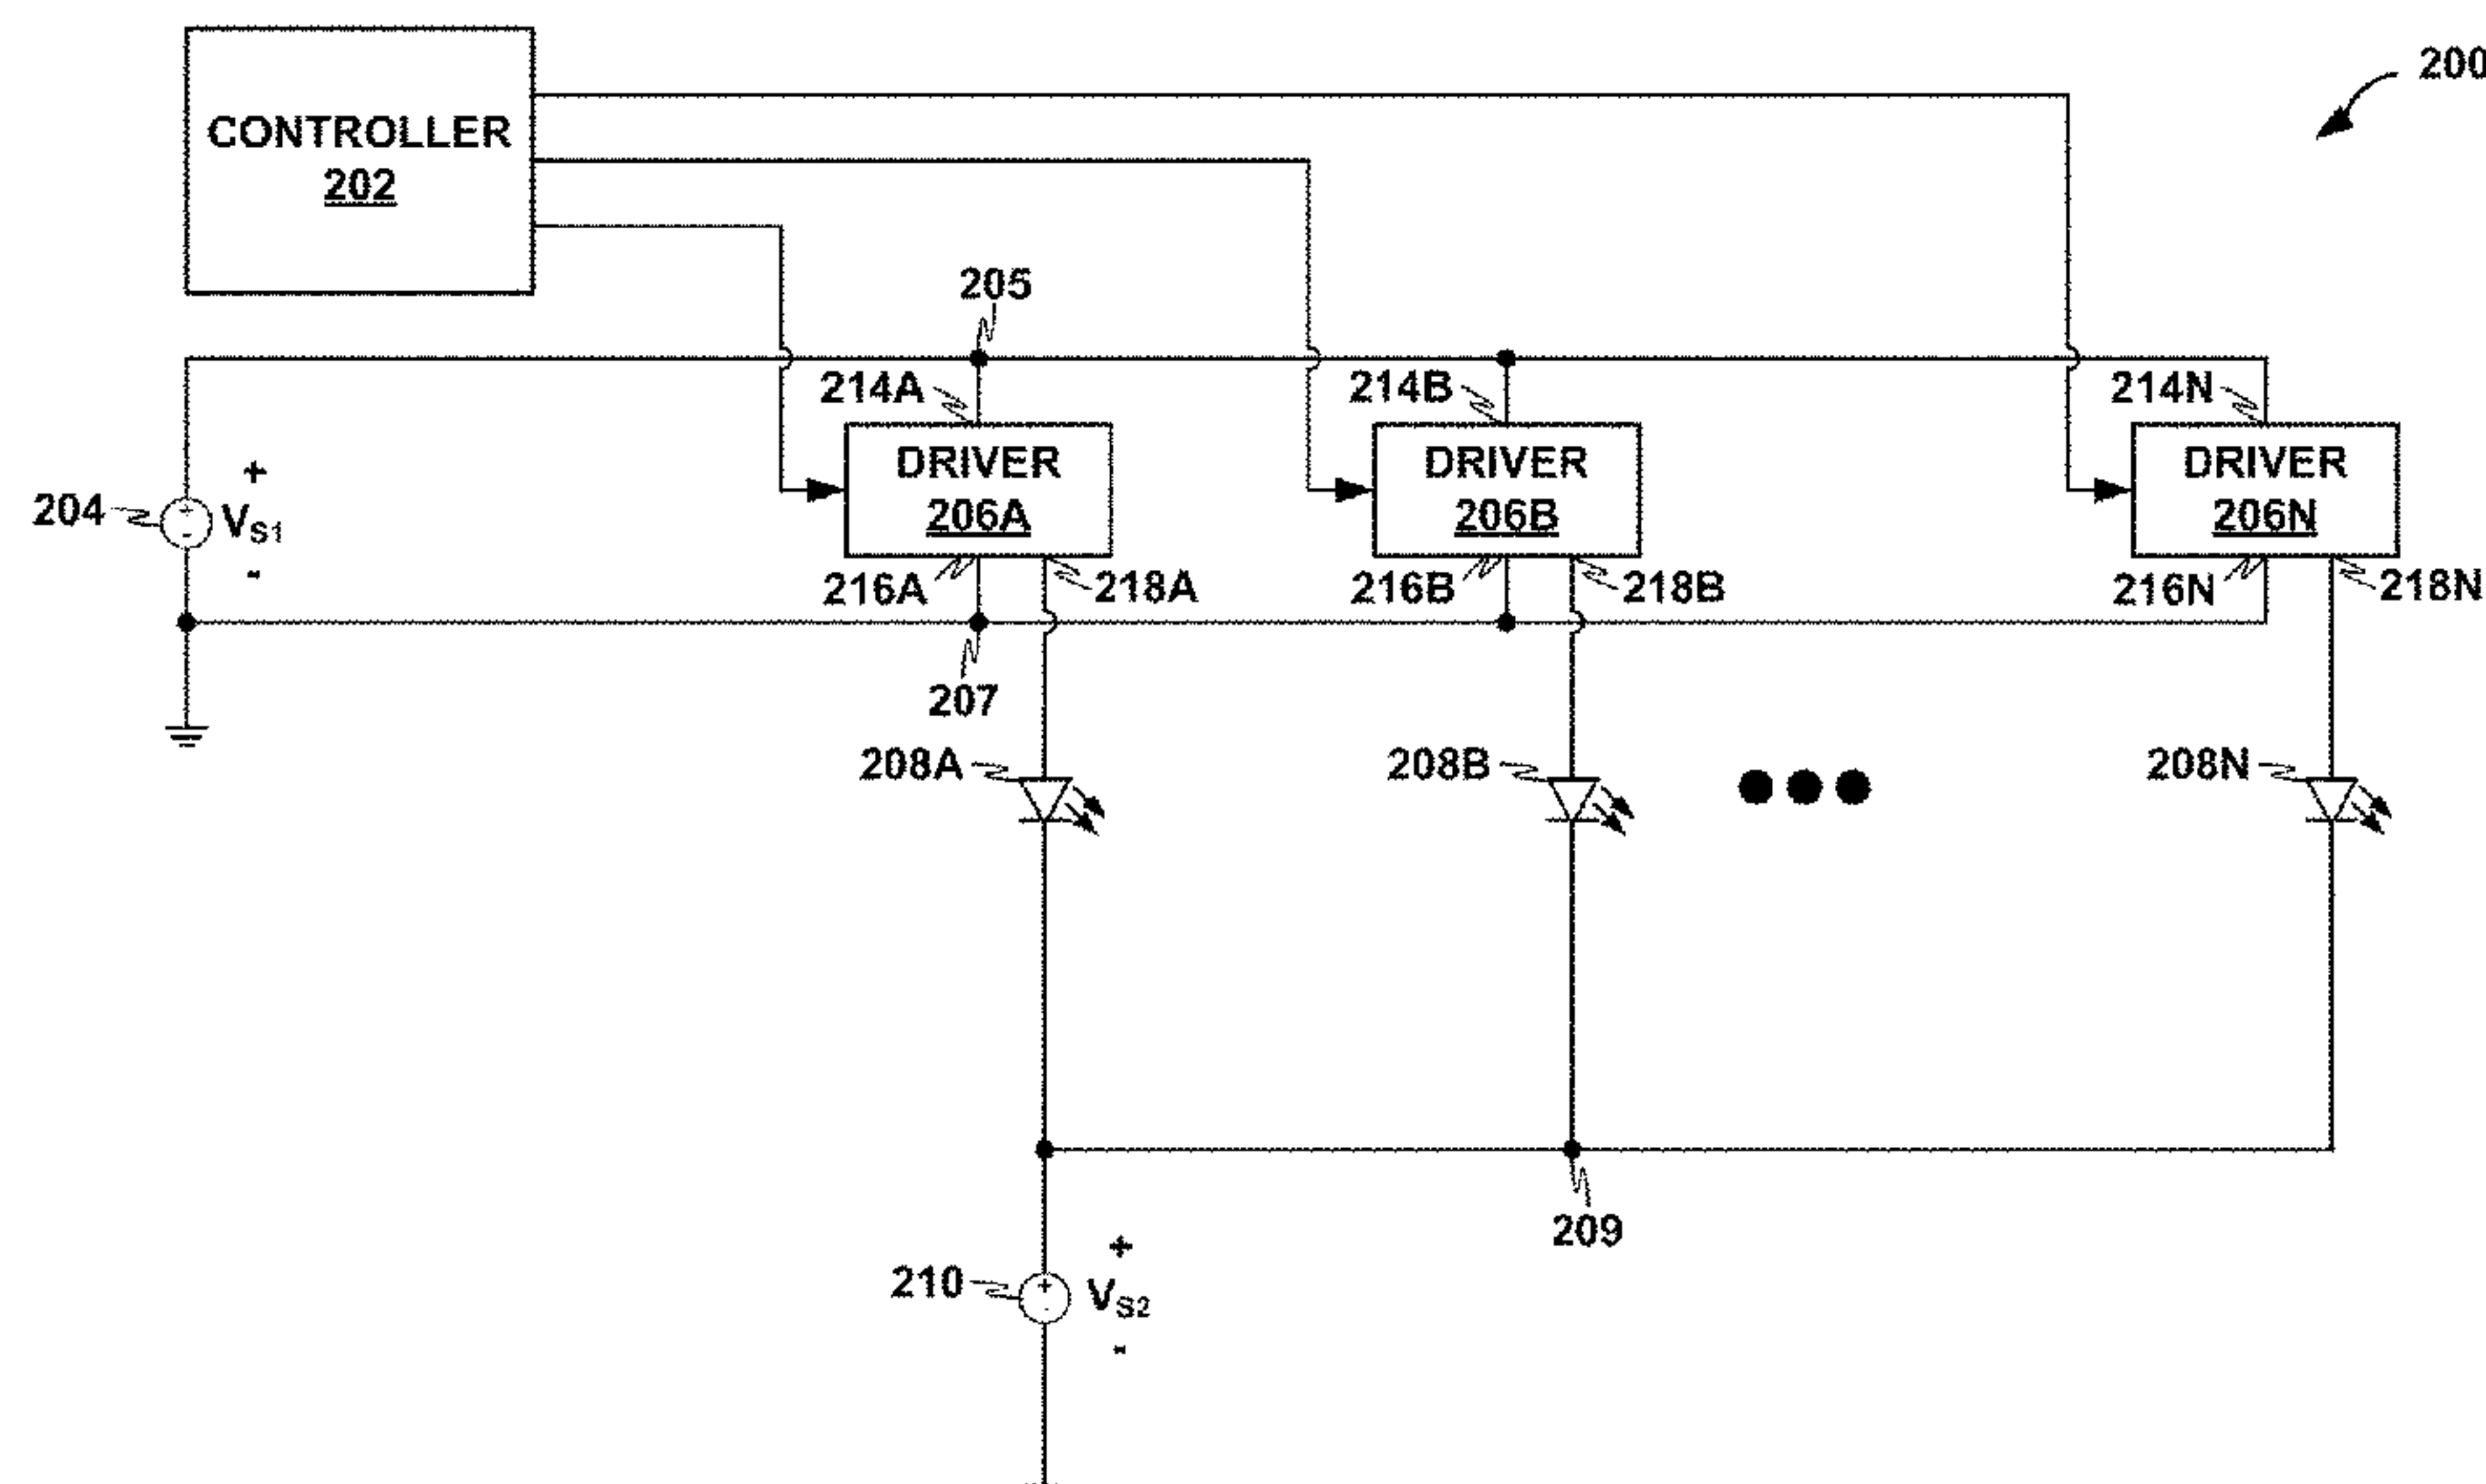 200
CONTROLLER
202
205
214A
214B
214N
DRIVER
206A
DRIVER
206B
DRIVER
206N
204
+
VS1
-
216A
218A
216B
218B
216N
218N
207
208A
208B
208N
209
210
+
VS2
-